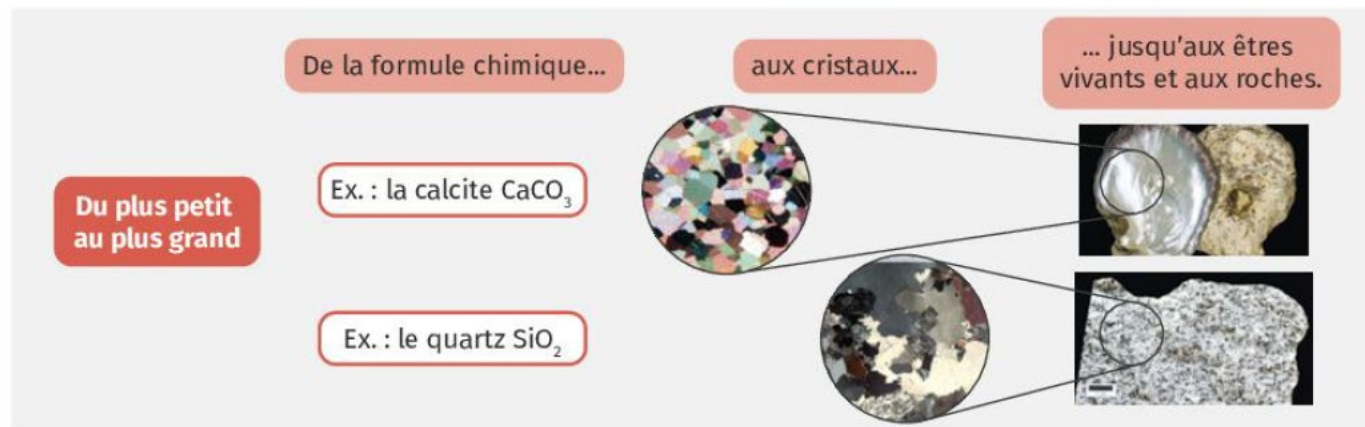 De la formule chimique...
aux cristaux...
... jusqu'aux êtres
vivants et aux roches.
Du plus petit
au plus grand
Ex. : la calcite CaCO₃
Ex. : le quartz SiO₂